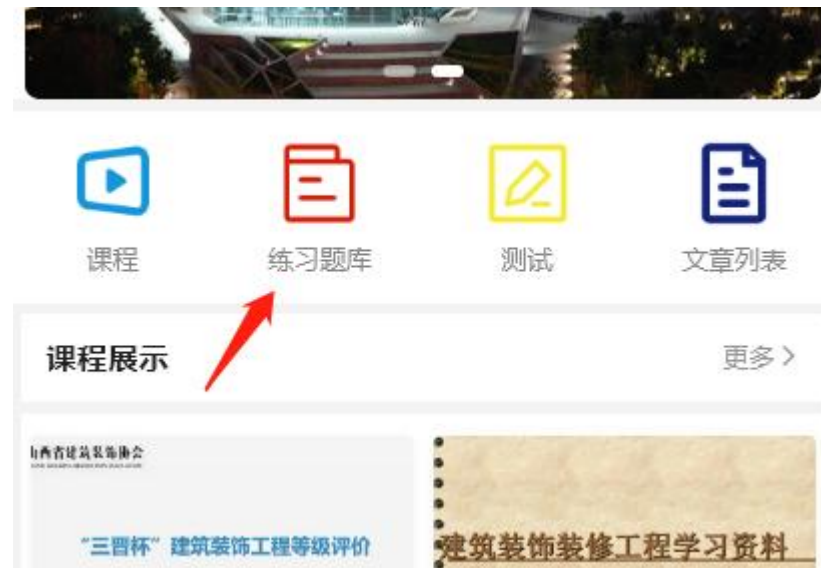 课程
练习题库
测试
文章列表
课程展示
更多
山西省建筑装饰协会
“三晋杯”建筑装饰工程等级评价
建筑装饰装修工程学习资料